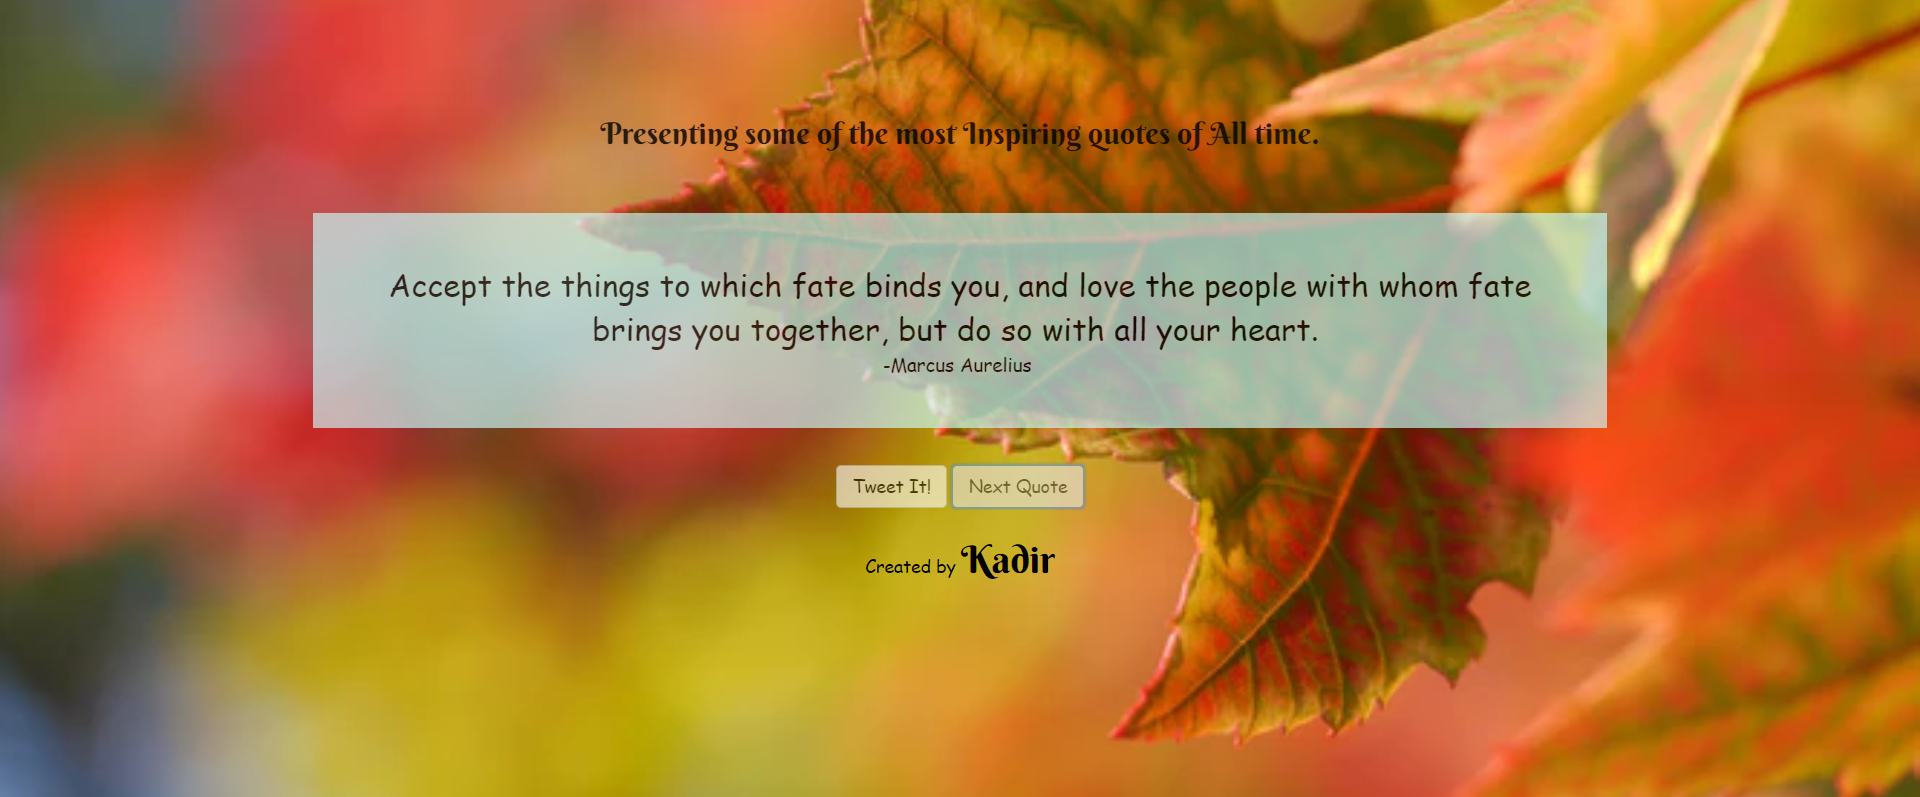 Presenting some of the most Inspiring quotes of All time.
Accept the things to which fate binds you, and love the people with whom fate
brings you together, but do so with all your heart.
-Marcus Aurelius
Tweet It! Next Quote
Created by Kadir